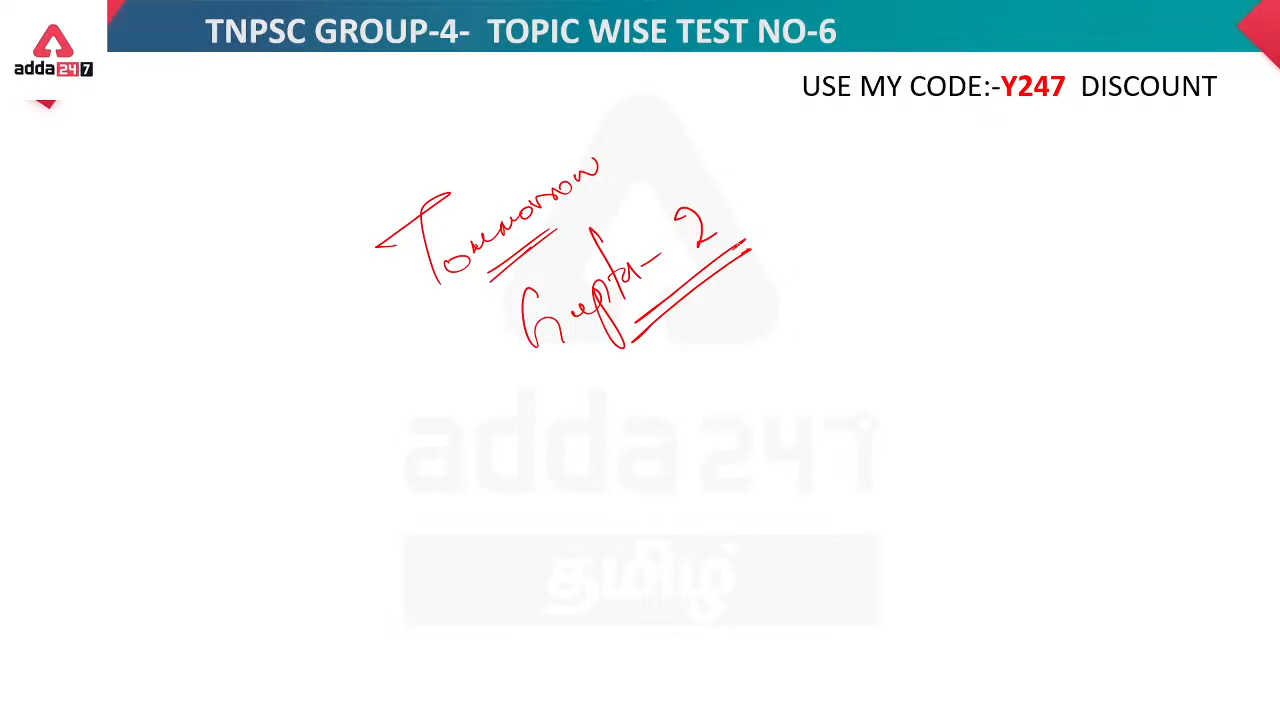 TNPSC GROUP-4- TOPIC WISE TEST NO-6
adda247
USE MY CODE:-Y247 DISCOUNT
Tomorrow
Gupta - 2
adda247
தமிழ்